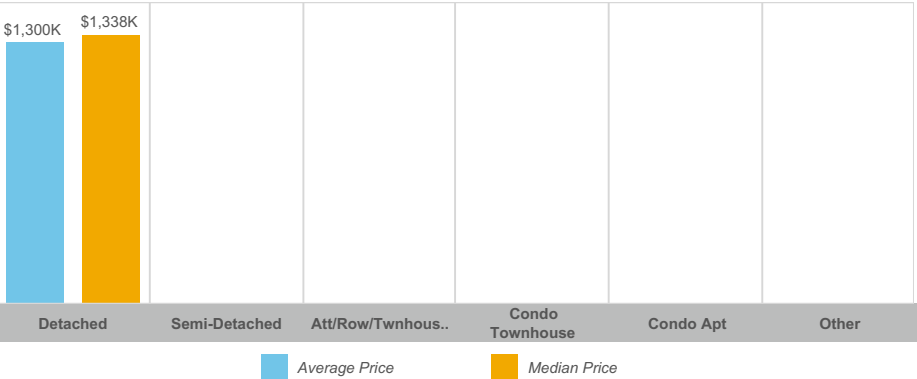 $1,300K
$1,338K
Detached
Semi-Detached
Att/Row/Twnhous..
Condo
Townhouse
Condo Apt
Other
Average Price
Median Price